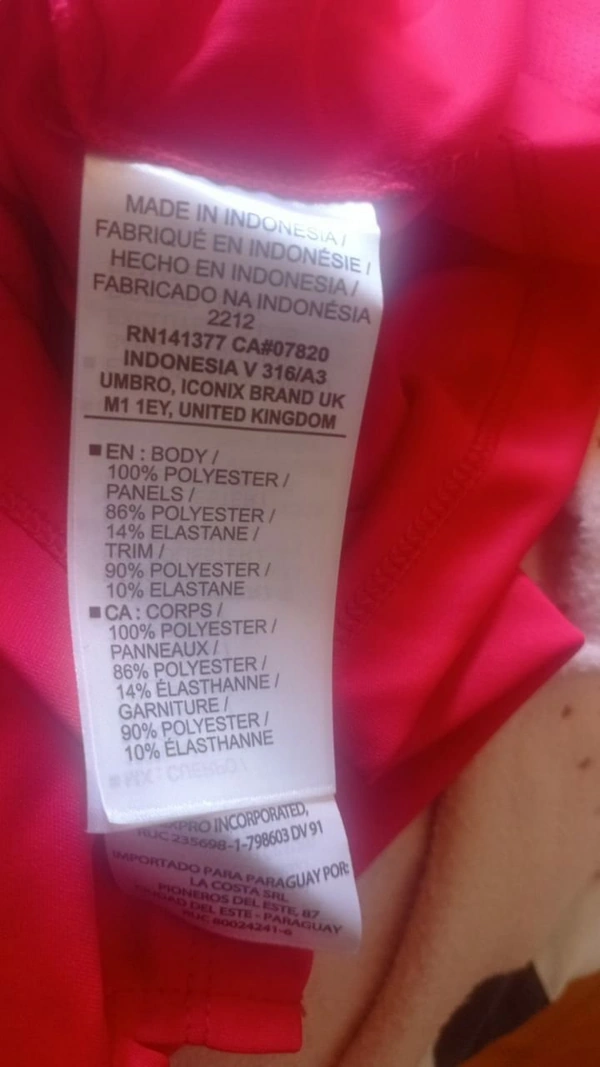 MADE IN INDONESIA /
FABRIQUÉ EN INDONÉSIE /
HECHO EN INDONESIA /
FABRICADO NA INDONÉSIA
2212
RN141377 CA#07820
INDONESIA V 316/A3
UMBRO, ICONIX BRAND UK
M1 1EY, UNITED KINGDOM
■ EN : BODY /
100% POLYESTER /
PANELS /
86% POLYESTER /
14% ELASTANE /
TRIM /
90% POLYESTER /
10% ELASTANE
■ CA : CORPS /
100% POLYESTER /
PANNEAUX /
86% POLYESTER /
14% ÉLASTHANNE /
GARNITURE /
90% POLYESTER /
10% ÉLASTHANNE
INCORPORATED,
RUC 235698-1-798603 DV 91
IMPORTADO PARA PARAGUAY POR:
LA COSTA SRL
PIONEROS DEL ESTE, 87
DEL ESTE - PARAGUAY
RUC 80024241-6